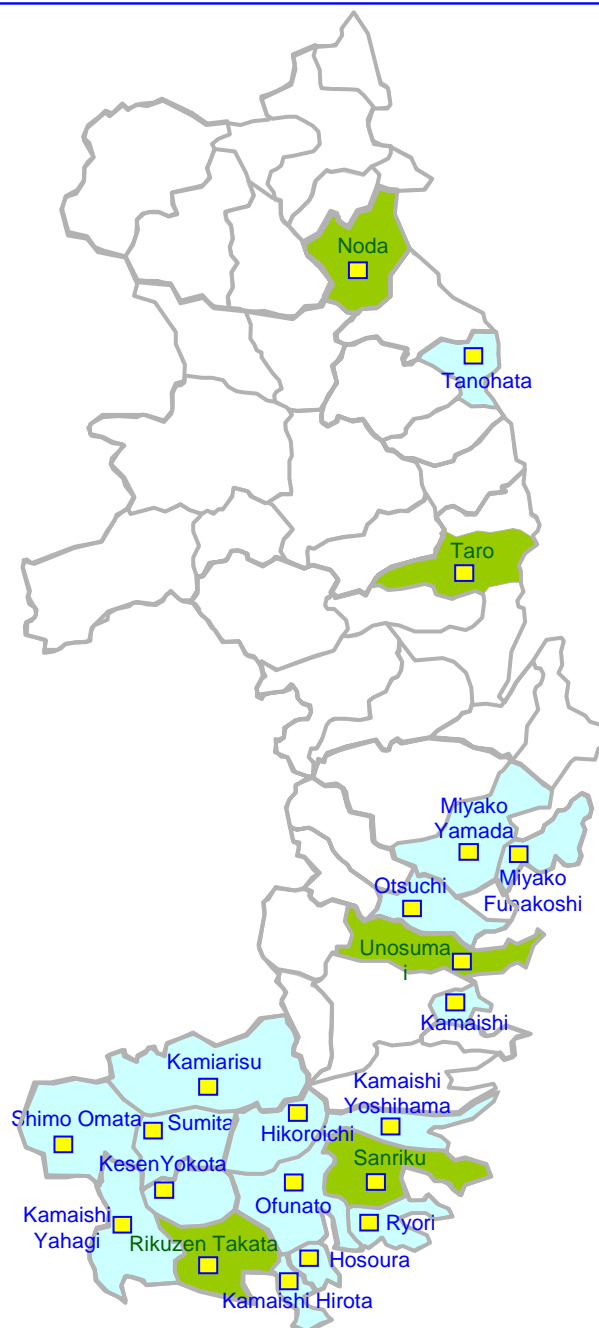 Noda
Tanohata
Taro
Miyako
Yamada
Miyako
Funakoshi
Otsuchi
Unosuma
i
Kamaishi
Kamiarisu
Kamaishi
Yoshihama
Shimo Omata
Sumita
Hikoroichi
KesenYokota
Sanriku
Ofunato
Kamaishi
Yahagi
Ryori
Rikuzen Takata
Hosoura
Kamaishi Hirota